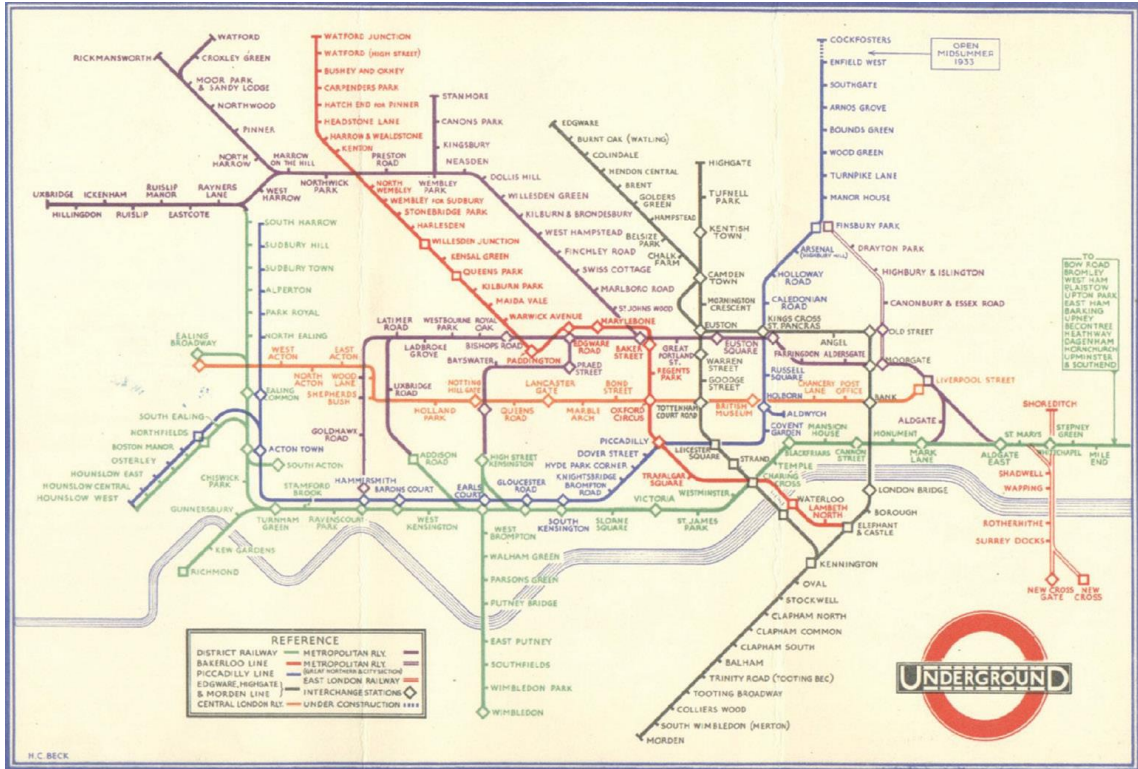 WATFORD
RICKMANSWORTH
CROXLEY GREEN
MOOR PARK
& SANDY LODGE
NORTHWOOD
PINNER
NORTH
HARROW
HARROW
ON THE HILL
NORTHWICK
PARK
PRESTON
ROAD
WEMBLEY
PARK
STANMORE
CANONS PARK
KINGSBURY
NEASDEN
DOLLIS HILL
WILLESDEN GREEN
KILBURN & BRONDESBURY
WEST HAMPSTEAD
FINCHLEY ROAD
SWISS COTTAGE
MARLBORO ROAD
ST JOHNS WOOD
UXBRIDGE
HILLINGDON
ICKENHAM
RUISLIP
RUISLIP
MANOR
EASTCOTE
RAYNERS
LANE
WEST
HARROW
WATFORD JUNCTION
WATFORD (HIGH STREET)
BUSHEY AND OXHEY
CARPENDERS PARK
HATCH END FOR PINNER
HEADSTONE LANE
HARROW & WEALDSTONE
KENTON
NORTH
WEMBLEY
WEMBLEY FOR SUDBURY
STONEBRIDGE PARK
HARLESDEN
WILLESDEN JUNCTION
KENSAL GREEN
QUEENS PARK
KILBURN PARK
MAIDA VALE
WARWICK AVENUE
PADDINGTON
EDGWARE
ROAD
MARYLEBONE
BAKER
STREET
REGENTS
PARK
EDGWARE
BURNT OAK (WATLING)
COLINDALE
HENDON CENTRAL
BRENT
GOLDERS
GREEN
HAMPSTEAD
BELSIZE
PARK
CHALK
FARM
HIGHGATE
TUFNELL
PARK
KENTISH
TOWN
CAMDEN
TOWN
MORNINGTON
CRESCENT
EUSTON
COCKFOSTERS
OPEN
MIDSUMMER
1933
ENFIELD WEST
SOUTHGATE
ARNOS GROVE
BOUNDS GREEN
WOOD GREEN
TURNPIKE LANE
MANOR HOUSE
FINSBURY PARK
ARSENAL
(HIGHBURY HILL)
HOLLOWAY
ROAD
CALEDONIAN
ROAD
KINGS CROSS
ST. PANCRAS
DRAYTON PARK
HIGHBURY & ISLINGTON
CANONBURY & ESSEX ROAD
OLD STREET
MOORGATE
ANGEL
TO
BOW ROAD
BROMLEY
WEST HAM
PLAISTOW
UPTON PARK
EAST HAM
BARKING
UPNEY
BECONTREE
HEATHWAY
DAGENHAM
HORNCHURCH
UPMINSTER
& SOUTHEND
SOUTH HARROW
SUDBURY HILL
SUDBURY TOWN
ALPERTON
PARK ROYAL
NORTH EALING
EALING
BROADWAY
WEST
ACTON
NORTH
ACTON
EAST
ACTON
WOOD
LANE
SHEPHERDS
BUSH
EALING
COMMON
LATIMER
ROAD
LADBROKE
GROVE
WESTBOURNE
PARK
ROYAL
OAK
BISHOPS ROAD
BAYSWATER
PRAED
STREET
UXBRIDGE
ROAD
HOLLAND
PARK
NOTTING
HILL GATE
QUEENS
ROAD
LANCASTER
GATE
MARBLE
ARCH
BOND
STREET
OXFORD
CIRCUS
GREAT
PORTLAND
ST.
EUSTON
SQUARE
WARREN
STREET
GOODGE
STREET
TOTTENHAM
COURT ROAD
RUSSELL
SQUARE
FARRINGDON
ALDERSGATE
BRITISH
MUSEUM
HOLBORN
CHANCERY
LANE
POST
OFFICE
BANK
LIVERPOOL STREET
ALDWYCH
COVENT
GARDEN
LEICESTER
SQUARE
STRAND
ALDGATE
SHOREDITCH
SOUTH EALING
NORTHFIELDS
BOSTON MANOR
OSTERLEY
HOUNSLOW EAST
HOUNSLOW CENTRAL
HOUNSLOW WEST
ACTON TOWN
SOUTH ACTON
CHISWICK
PARK
GUNNERSBURY
KEW GARDENS
RICHMOND
TURNHAM
GREEN
STAMFORD
BROOK
RAVENSCOURT
PARK
GOLDHAWK
ROAD
HAMMERSMITH
BARONS COURT
WEST
KENSINGTON
ADDISON
ROAD
EARLS
COURT
HIGH STREET
KENSINGTON
GLOUCESTER
ROAD
SOUTH
KENSINGTON
PICCADILLY
DOVER STREET
HYDE PARK CORNER
KNIGHTSBRIDGE
BROMPTON
ROAD
SLOANE
SQUARE
VICTORIA
ST. JAMES
PARK
WESTMINSTER
TRAFALGAR
SQUARE
CHARING
CROSS
TEMPLE
BLACKFRIARS
MANSION
HOUSE
CANNON
STREET
MONUMENT
MARK
LANE
ALDGATE
EAST
ST MARYS
WHITECHAPEL
STEPNEY
GREEN
MILE
END
SHADWELL
WAPPING
ROTHERHITHE
SURREY DOCKS
NEW CROSS
GATE
NEW
CROSS
WATERLOO
LAMBETH
NORTH
LONDON BRIDGE
BOROUGH
ELEPHANT
& CASTLE
KENNINGTON
OVAL
STOCKWELL
CLAPHAM NORTH
CLAPHAM COMMON
CLAPHAM SOUTH
BALHAM
TRINITY ROAD (TOOTING BEC)
TOOTING BROADWAY
COLLIERS WOOD
SOUTH WIMBLEDON (MERTON)
MORDEN
WEST
BROMPTON
WALHAM GREEN
PARSONS GREEN
PUTNEY BRIDGE
EAST PUTNEY
SOUTHFIELDS
WIMBLEDON PARK
WIMBLEDON
REFERENCE
DISTRICT RAILWAY
BAKERLOO LINE
PICCADILLY LINE
EDGWARE, HIGHGATE
& MORDEN LINE
CENTRAL LONDON RLY.
METROPOLITAN RLY.
METROPOLITAN RLY.
(GREAT NORTHERN & CITY SECTION)
EAST LONDON RAILWAY
INTERCHANGE STATIONS
UNDER CONSTRUCTION
UNDERGROUND
H.C. BECK